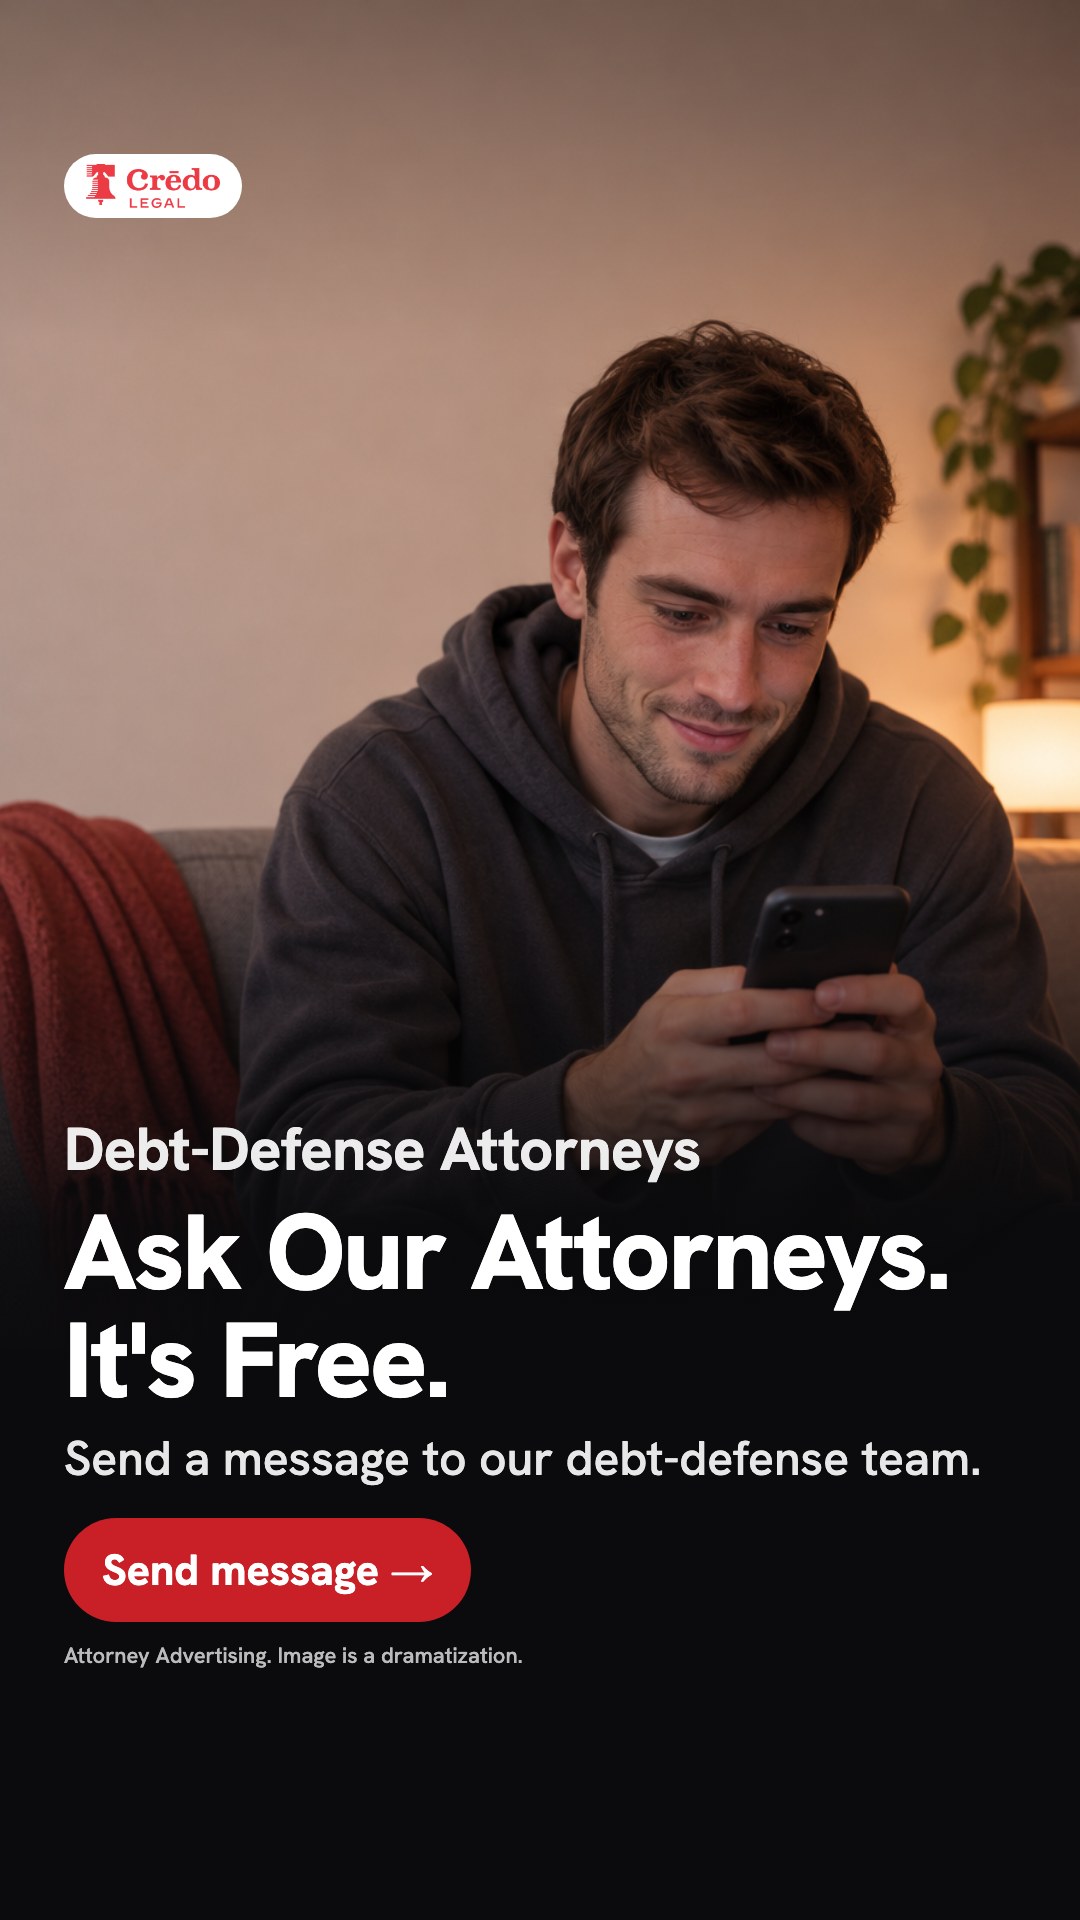 Crēdo
LEGAL
Debt-Defense Attorneys
Ask Our Attorneys.
It's Free.
Send a message to our debt-defense team.
Send message →
Attorney Advertising. Image is a dramatization.